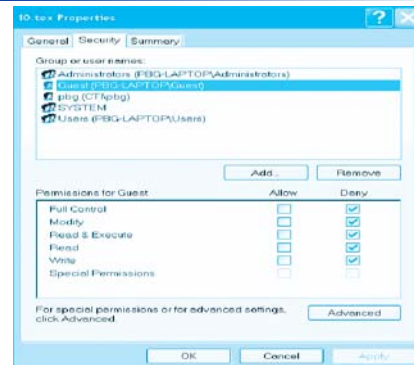 10.tex Properties
General Security Summary
Group or user names:
Administrators (PBG-LAPTOP\Administrators)
Guest (PBG-LAPTOP\Guest)
pbg (CTI\pbg)
SYSTEM
Users (PBG-LAPTOP\Users)
Add... Remove
Permissions for Guest Allow Deny
Full Control
Modify
Read & Execute
Read
Write
Special Permissions
For special permissions or for advanced settings,
click Advanced. Advanced
OK Cancel Apply